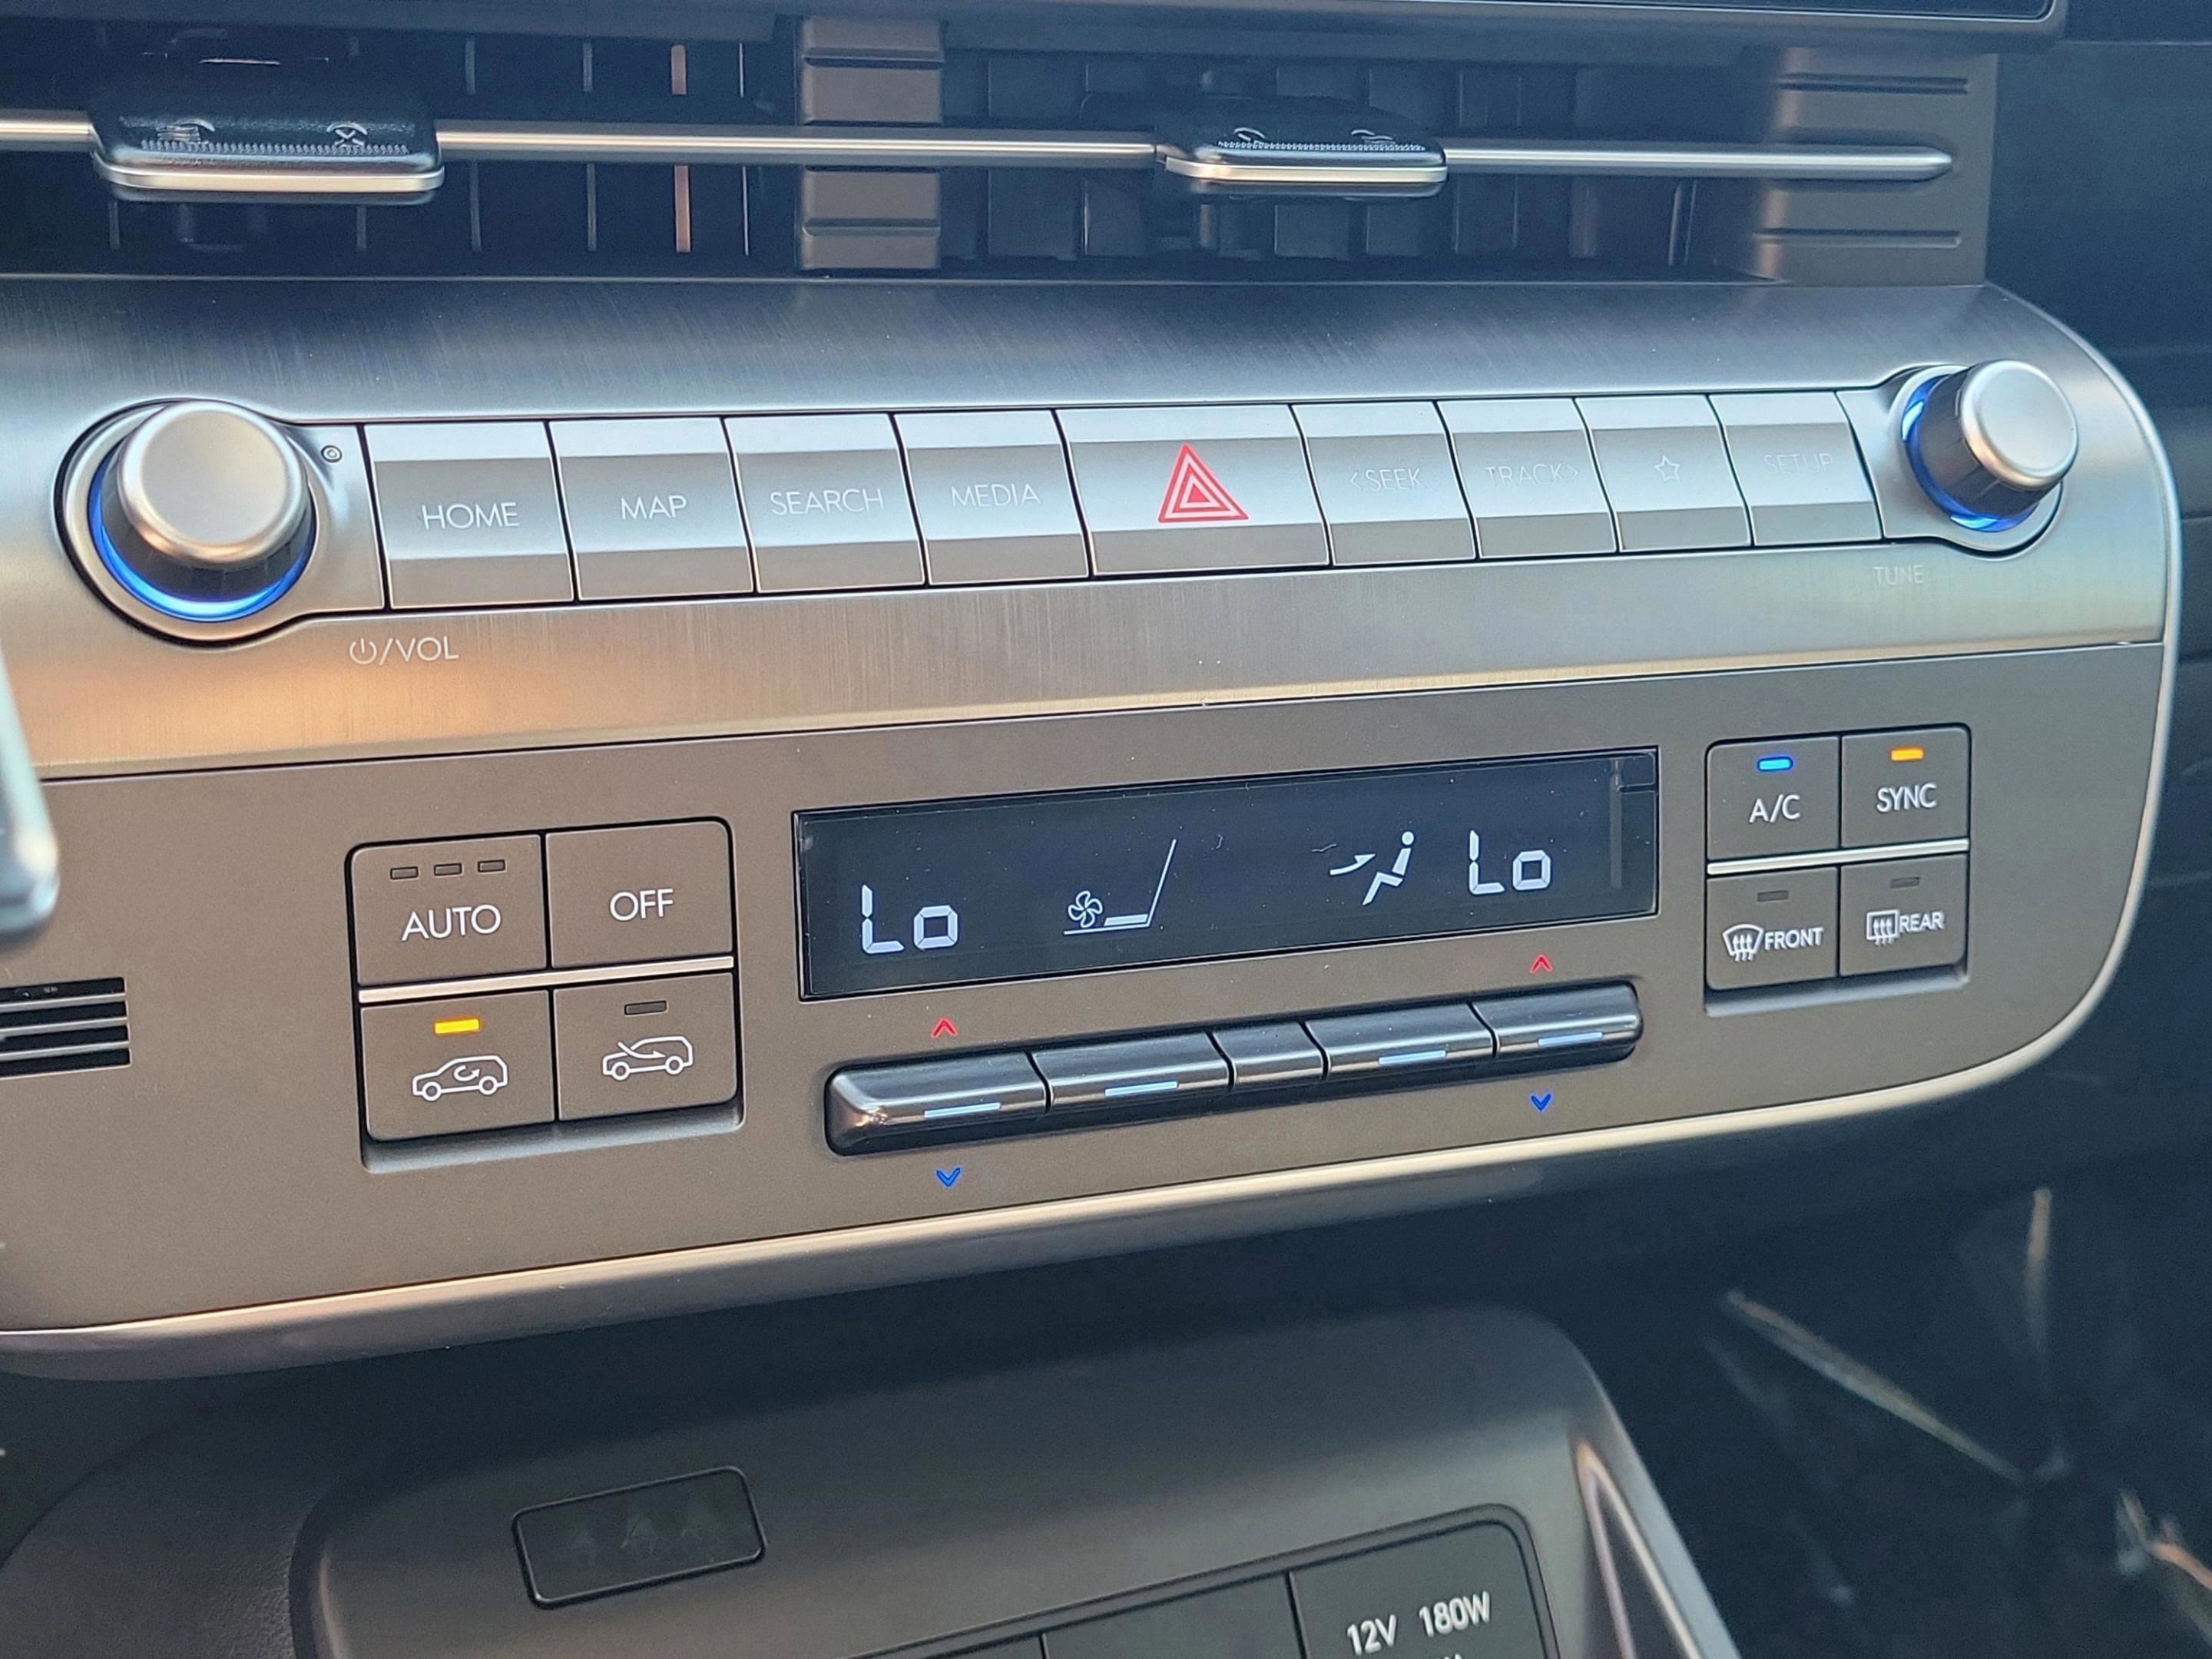 HOME MAP SEARCH MEDIA <SEEK TRACK> SETUP
TUNE
/VOL
AUTO OFF
Lo Lo
A/C SYNC
FRONT REAR
12V 180W